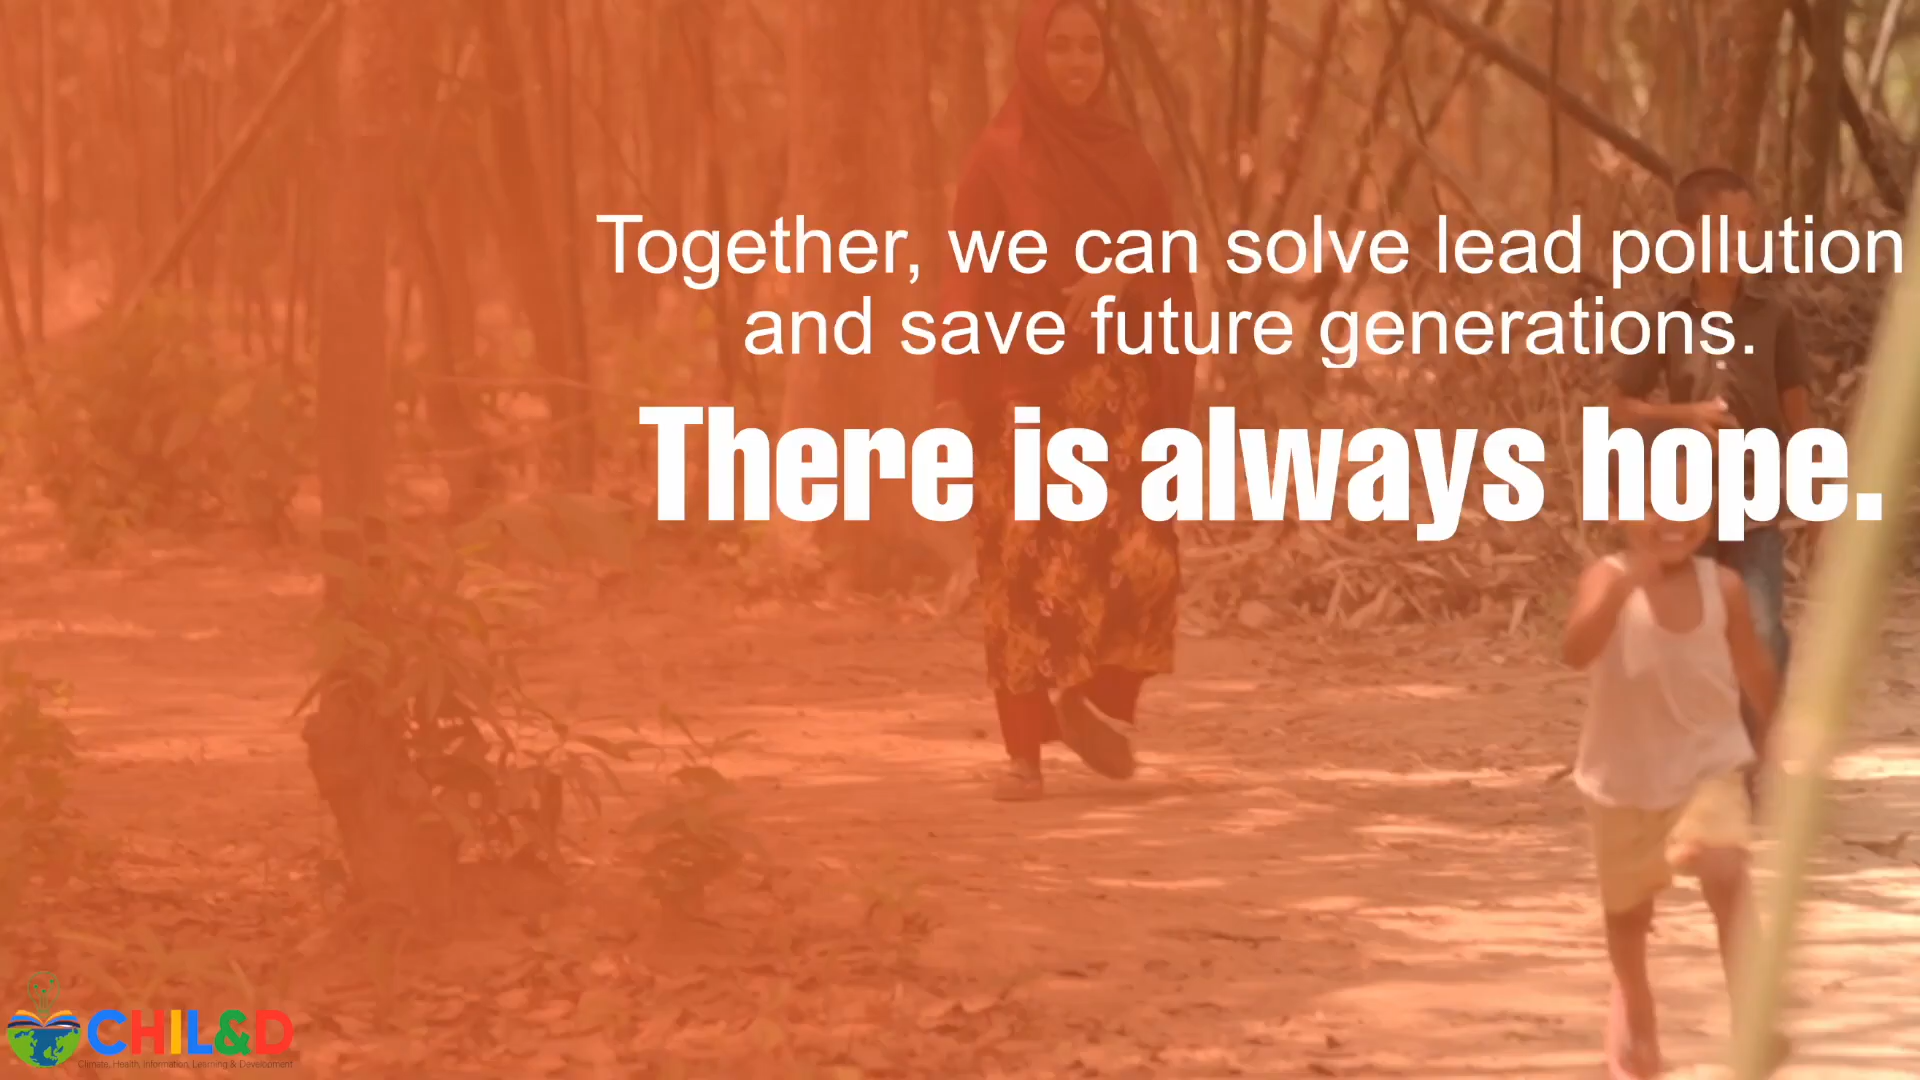 Together, we can solve lead pollution
and save future generations.
There is always hope.
CHIL&D
Climate, Health, Information, Learning & Development